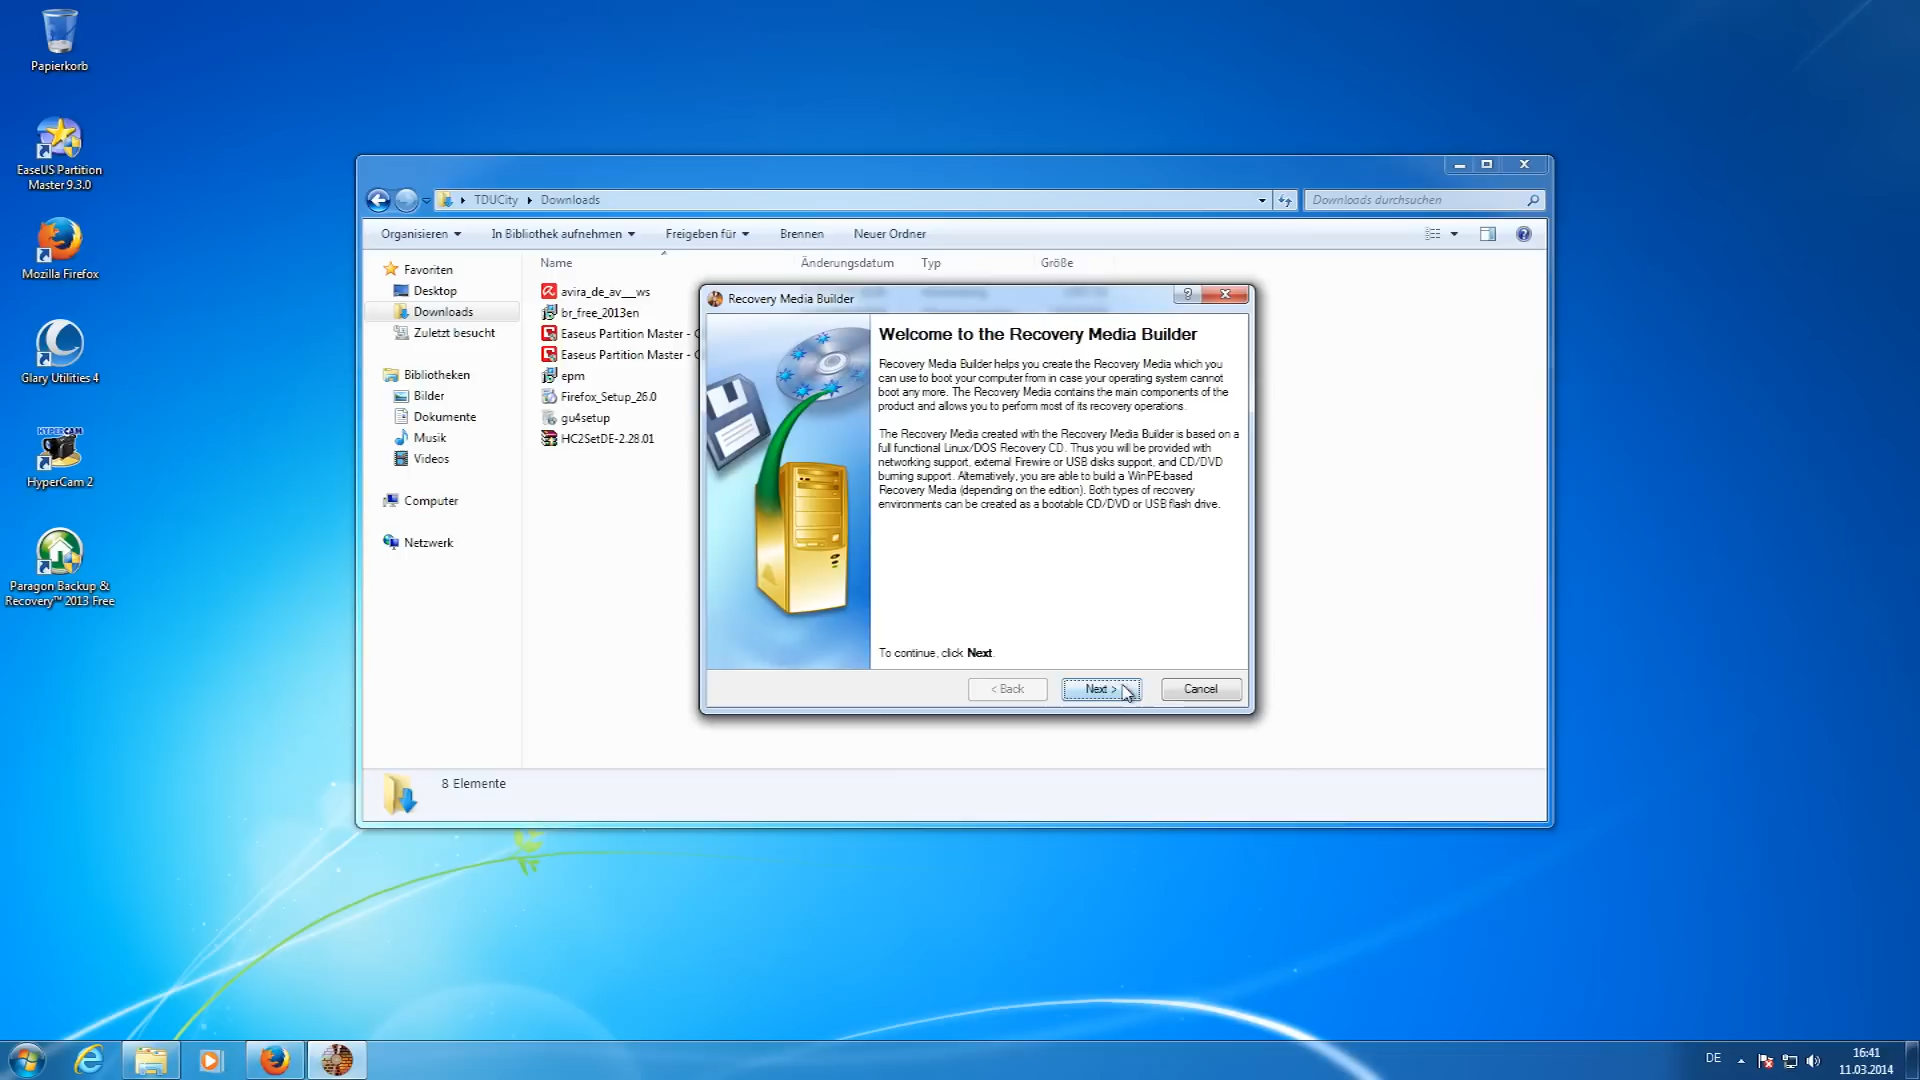 Papierkorb
EaseUS Partition
Master 9.3.0
Mozilla Firefox
Glary Utilities 4
HYPERCAM
HyperCam 2
Paragon Backup &
Recovery™ 2013 Free
TDUCity
Downloads
Downloads durchsuchen
Organisieren
In Bibliothek aufnehmen
Freigeben für
Brennen
Neuer Ordner
Favoriten
Desktop
Downloads
Zuletzt besucht
Bibliotheken
Bilder
Dokumente
Musik
Videos
Computer
Netzwerk
Name
Änderungsdatum
Typ
Größe
avira_de_av___ws
br_free_2013en
Easeus Partition Master - C
Easeus Partition Master - C
epm
Firefox_Setup_26.0
gu4setup
HC2SetDE-2.28.01
8 Elemente
Recovery Media Builder
Welcome to the Recovery Media Builder
Recovery Media Builder helps you create the Recovery Media which you
can use to boot your computer from in case your operating system cannot
boot any more. The Recovery Media contains the main components of the
product and allows you to perform most of its recovery operations.
The Recovery Media created with the Recovery Media Builder is based on a
full functional Linux/DOS Recovery CD. Thus you will be provided with
networking support, external Firewire or USB disks support, and CD/DVD
burning support. Alternatively, you are able to build a WinPE-based
Recovery Media (depending on the edition). Both types of recovery
environments can be created as a bootable CD/DVD or USB flash drive.
To continue, click Next.
< Back
Next >
Cancel
DE
16:41
11.03.2014